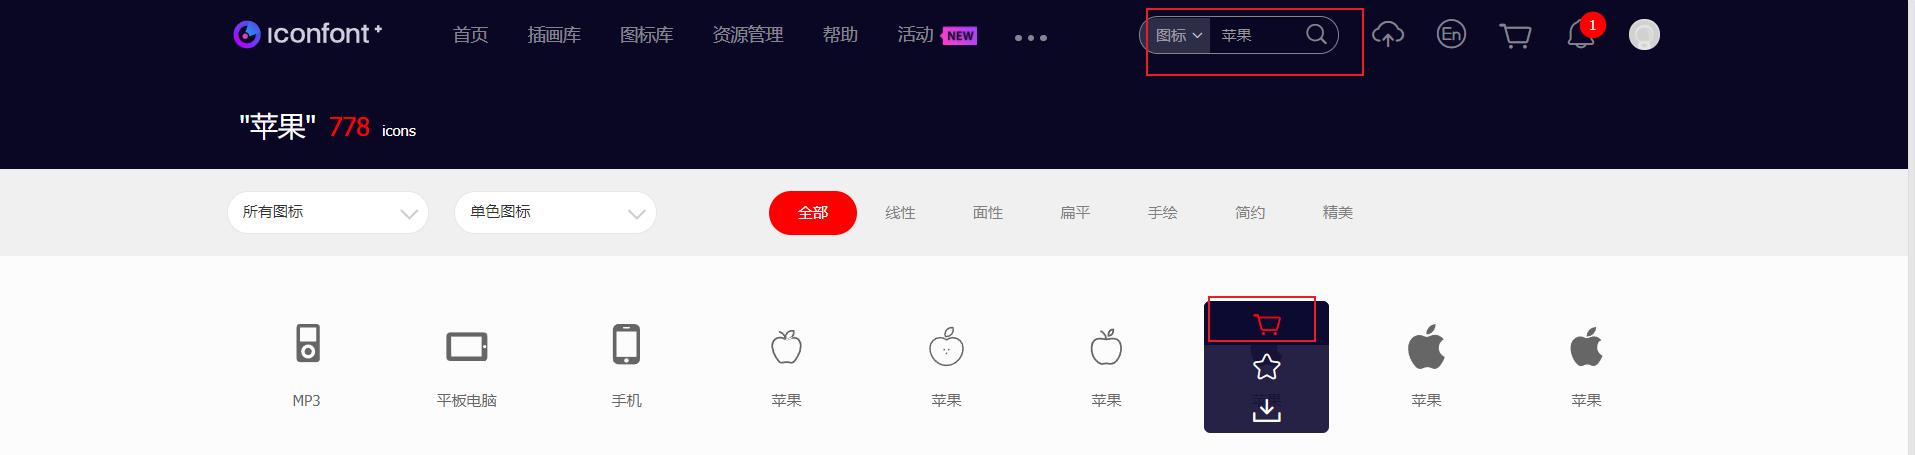 iconfont+ 首页 插画库 图标库 资源管理 帮助 活动 NEW 图标 苹果 En 1
"苹果" 778 icons
所有图标 单色图标 全部 线性 面性 扁平 手绘 简约 精美
MP3 平板电脑 手机 苹果 苹果 苹果 苹果 苹果 苹果